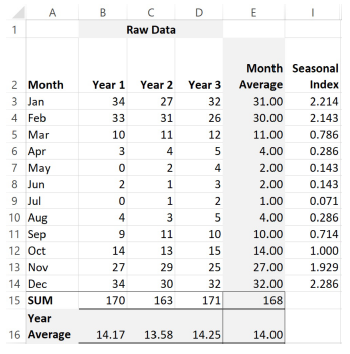 A B C D E I
1 Raw Data
2 Month Year 1 Year 2 Year 3 Month Average Seasonal Index
3 Jan 34 27 32 31.00 2.214
4 Feb 33 31 26 30.00 2.143
5 Mar 10 11 12 11.00 0.786
6 Apr 3 4 5 4.00 0.286
7 May 0 2 4 2.00 0.143
8 Jun 2 1 3 2.00 0.143
9 Jul 0 1 2 1.00 0.071
10 Aug 4 3 5 4.00 0.286
11 Sep 9 11 10 10.00 0.714
12 Oct 14 13 15 14.00 1.000
13 Nov 27 29 25 27.00 1.929
14 Dec 34 30 32 32.00 2.286
15 SUM 170 163 171 168
16 Year Average 14.17 13.58 14.25 14.00